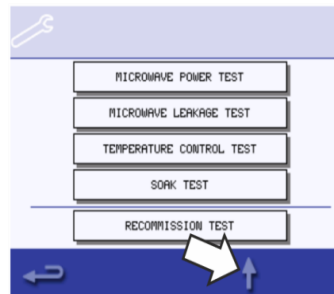 MICROWAVE POWER TEST
MICROWAVE LEAKAGE TEST
TEMPERATURE CONTROL TEST
SOAK TEST
RECOMMISSION TEST